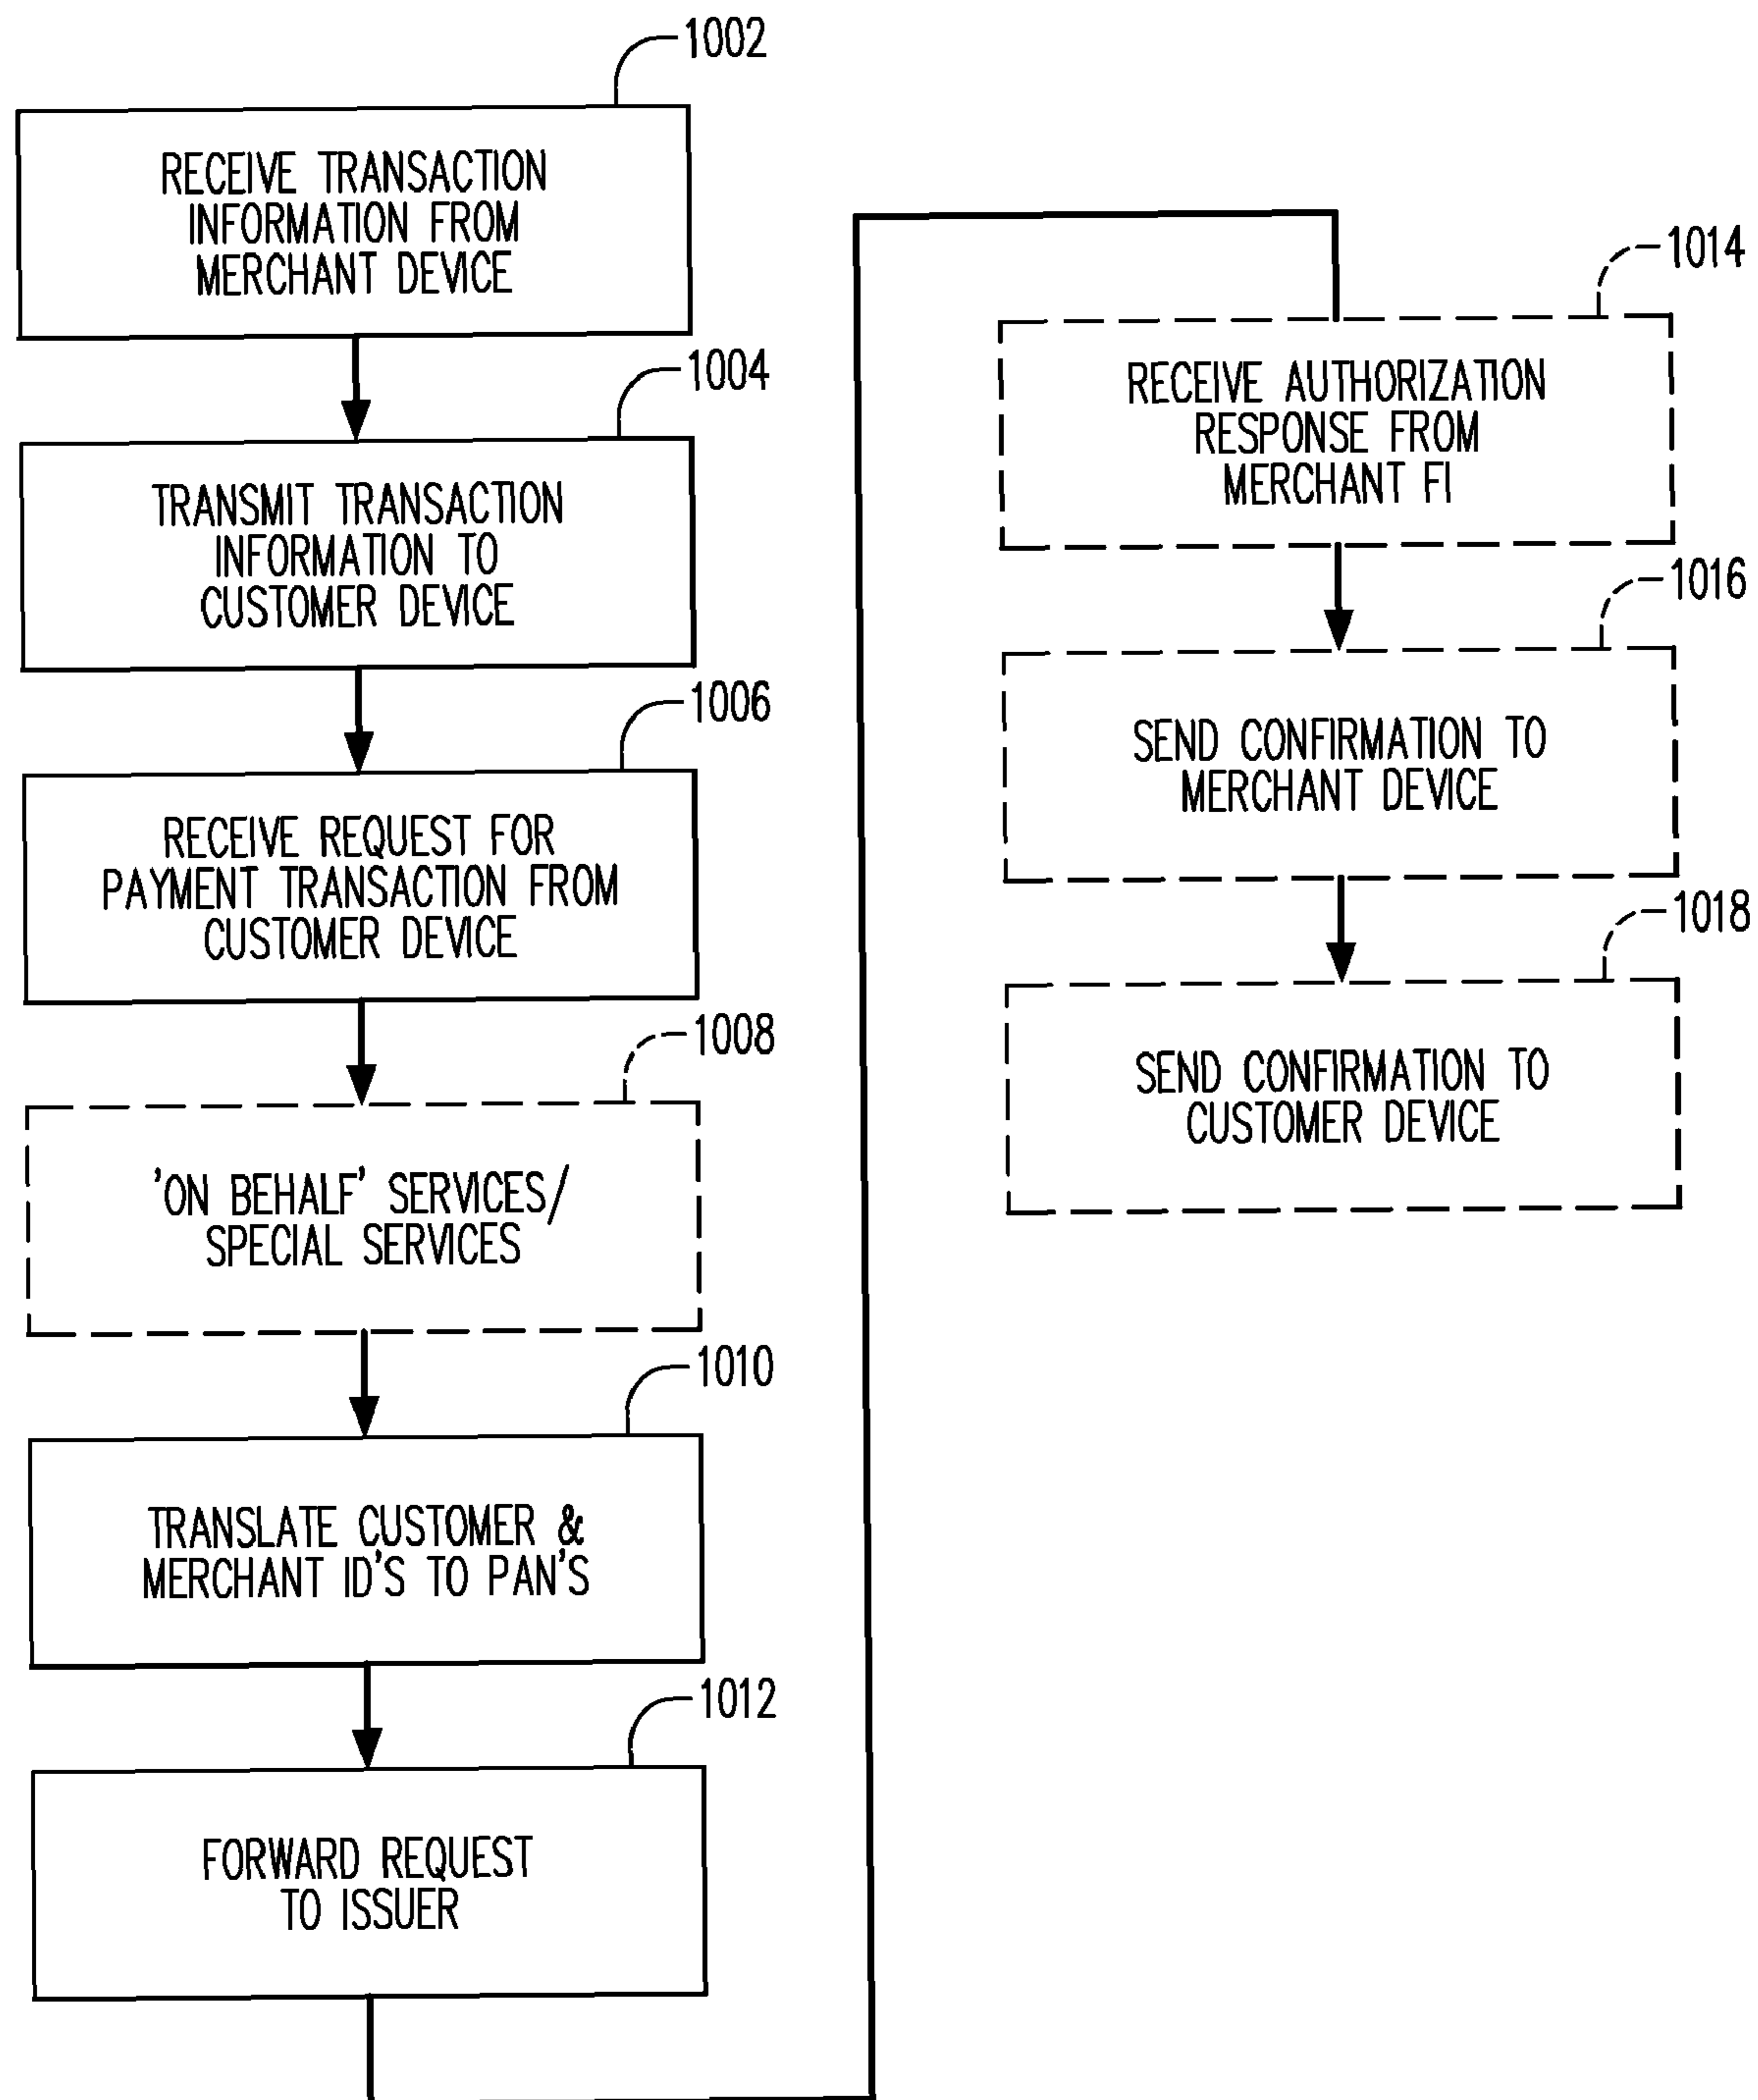 1002
RECEIVE TRANSACTION
INFORMATION FROM
MERCHANT DEVICE
1004
TRANSMIT TRANSACTION
INFORMATION TO
CUSTOMER DEVICE
1006
RECEIVE REQUEST FOR
PAYMENT TRANSACTION FROM
CUSTOMER DEVICE
1008
'ON BEHALF' SERVICES/
SPECIAL SERVICES
1010
TRANSLATE CUSTOMER &
MERCHANT ID'S TO PAN'S
1012
FORWARD REQUEST
TO ISSUER
1014
RECEIVE AUTHORIZATION
RESPONSE FROM
MERCHANT FI
1016
SEND CONFIRMATION TO
MERCHANT DEVICE
1018
SEND CONFIRMATION TO
CUSTOMER DEVICE